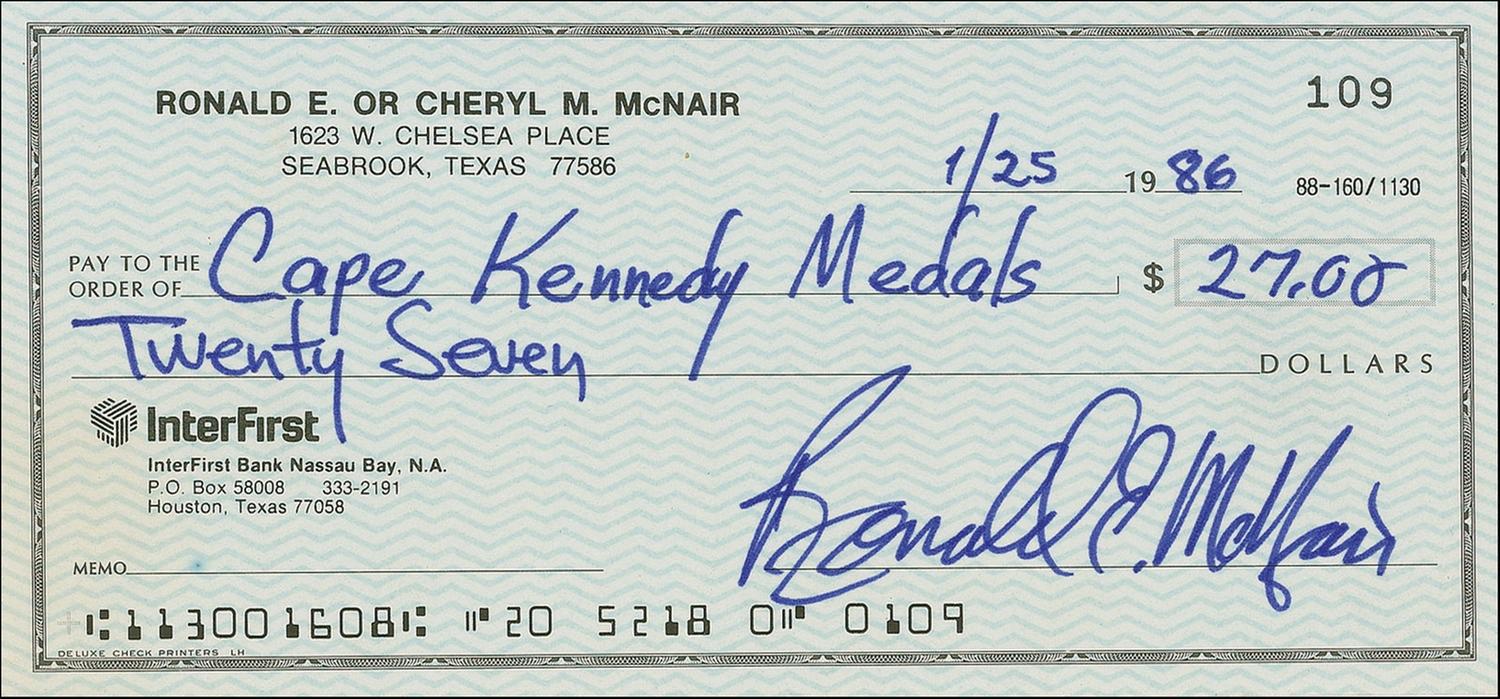 RONALD E. OR CHERYL M. McNAIR
109
1623 W. CHELSEA PLACE
SEABROOK, TEXAS 77586
1/25 19 86
88-160/1130
PAY TO THE ORDER OF Cape Kennedy Medals $ 27.00
Twenty Seven DOLLARS
InterFirst
InterFirst Bank Nassau Bay, N.A.
P.O. Box 58008 333-2191
Houston, Texas 77058
MEMO
Ronald E. McNair
⑆113001608⑆ ⑈20 5218 0⑈ 0109
DELUXE CHECK PRINTERS LH